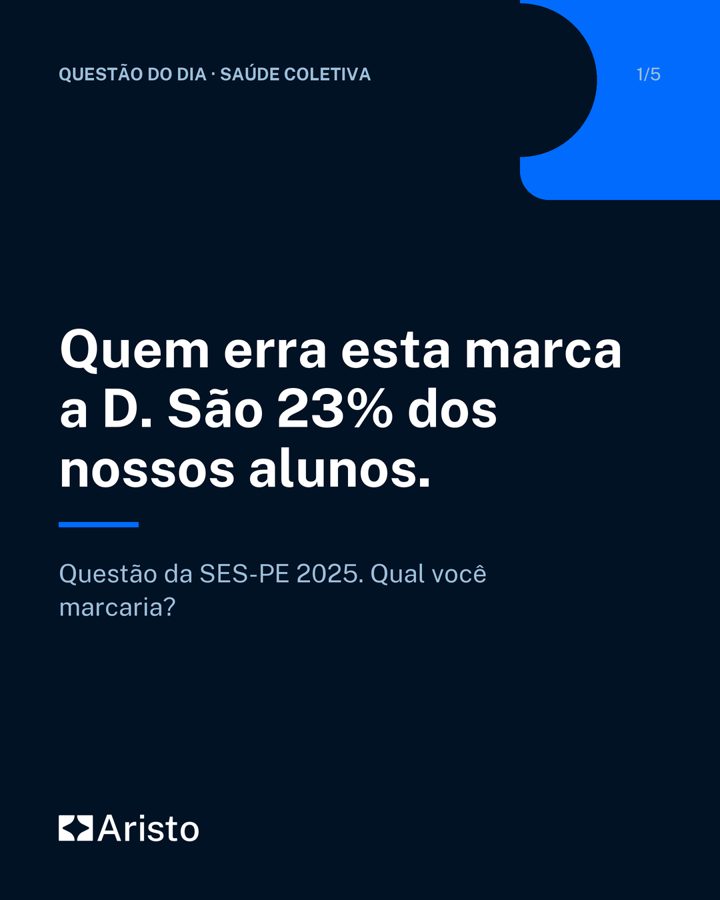 QUESTÃO DO DIA · SAÚDE COLETIVA
1/5
Quem erra esta marca
a D. São 23% dos
nossos alunos.
Questão da SES-PE 2025. Qual você
marcaria?
Aristo